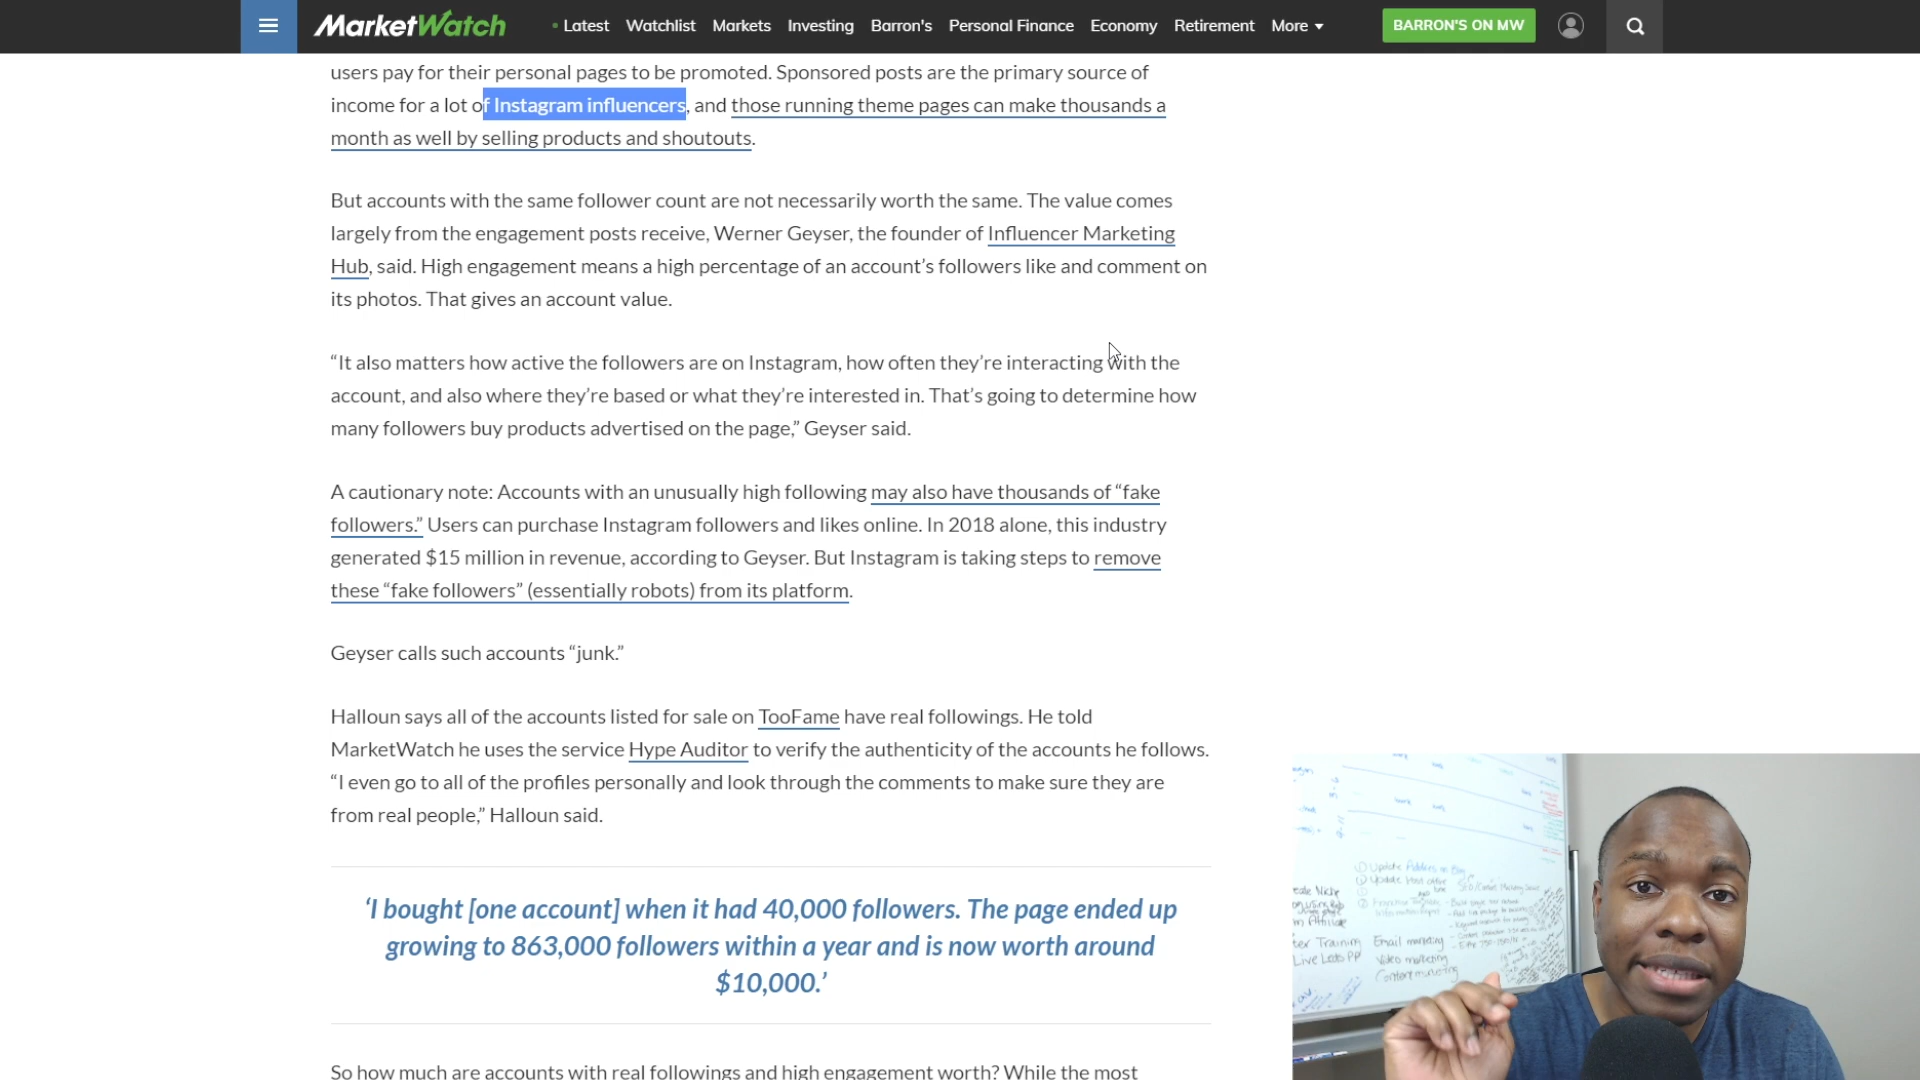 MarketWatch
Latest Watchlist Markets Investing Barron's Personal Finance Economy Retirement More
BARRON'S ON MW
users pay for their personal pages to be promoted. Sponsored posts are the primary source of
income for a lot of Instagram influencers, and those running theme pages can make thousands a
month as well by selling products and shoutouts.
But accounts with the same follower count are not necessarily worth the same. The value comes
largely from the engagement posts receive, Werner Geyser, the founder of Influencer Marketing
Hub, said. High engagement means a high percentage of an account’s followers like and comment on
its photos. That gives an account value.
“It also matters how active the followers are on Instagram, how often they’re interacting with the
account, and also where they’re based or what they’re interested in. That’s going to determine how
many followers buy products advertised on the page,” Geyser said.
A cautionary note: Accounts with an unusually high following may also have thousands of “fake
followers.” Users can purchase Instagram followers and likes online. In 2018 alone, this industry
generated $15 million in revenue, according to Geyser. But Instagram is taking steps to remove
these “fake followers” (essentially robots) from its platform.
Geyser calls such accounts “junk.”
Halloun says all of the accounts listed for sale on TooFame have real followings. He told
MarketWatch he uses the service Hype Auditor to verify the authenticity of the accounts he follows.
“I even go to all of the profiles personally and look through the comments to make sure they are
from real people,” Halloun said.
‘I bought [one account] when it had 40,000 followers. The page ended up
growing to 863,000 followers within a year and is now worth around
$10,000.’
So how much are accounts with real followings and high engagement worth? While the most
Email marketing
Video marketing
Content marketing